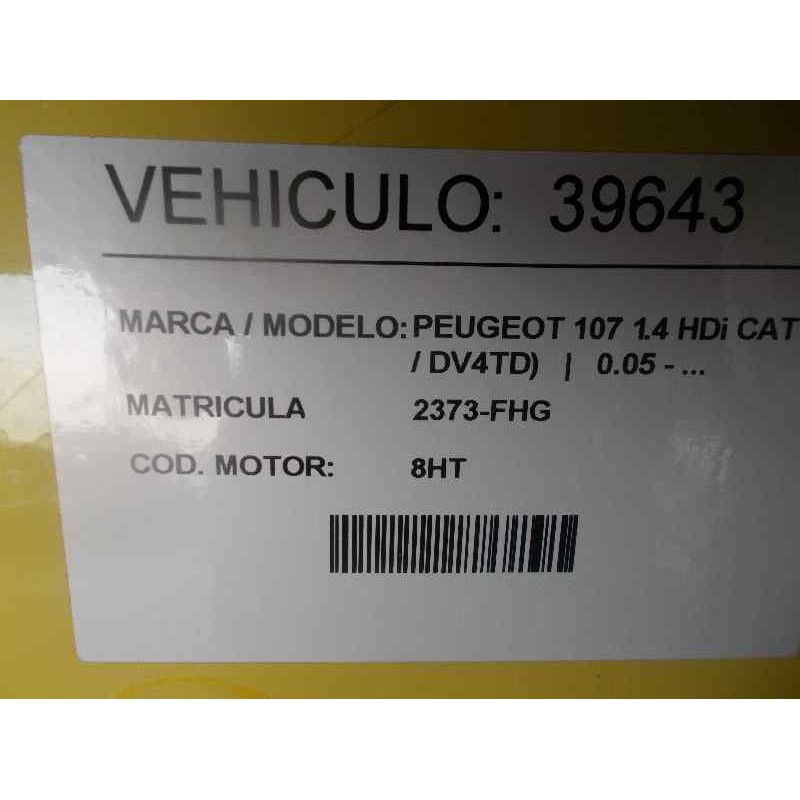 VEHICULO: 39643
MARCA / MODELO: PEUGEOT 107 1.4 HDi CAT
/ DV4TD) | 0.05 - ...
MATRICULA 2373-FHG
COD. MOTOR: 8HT